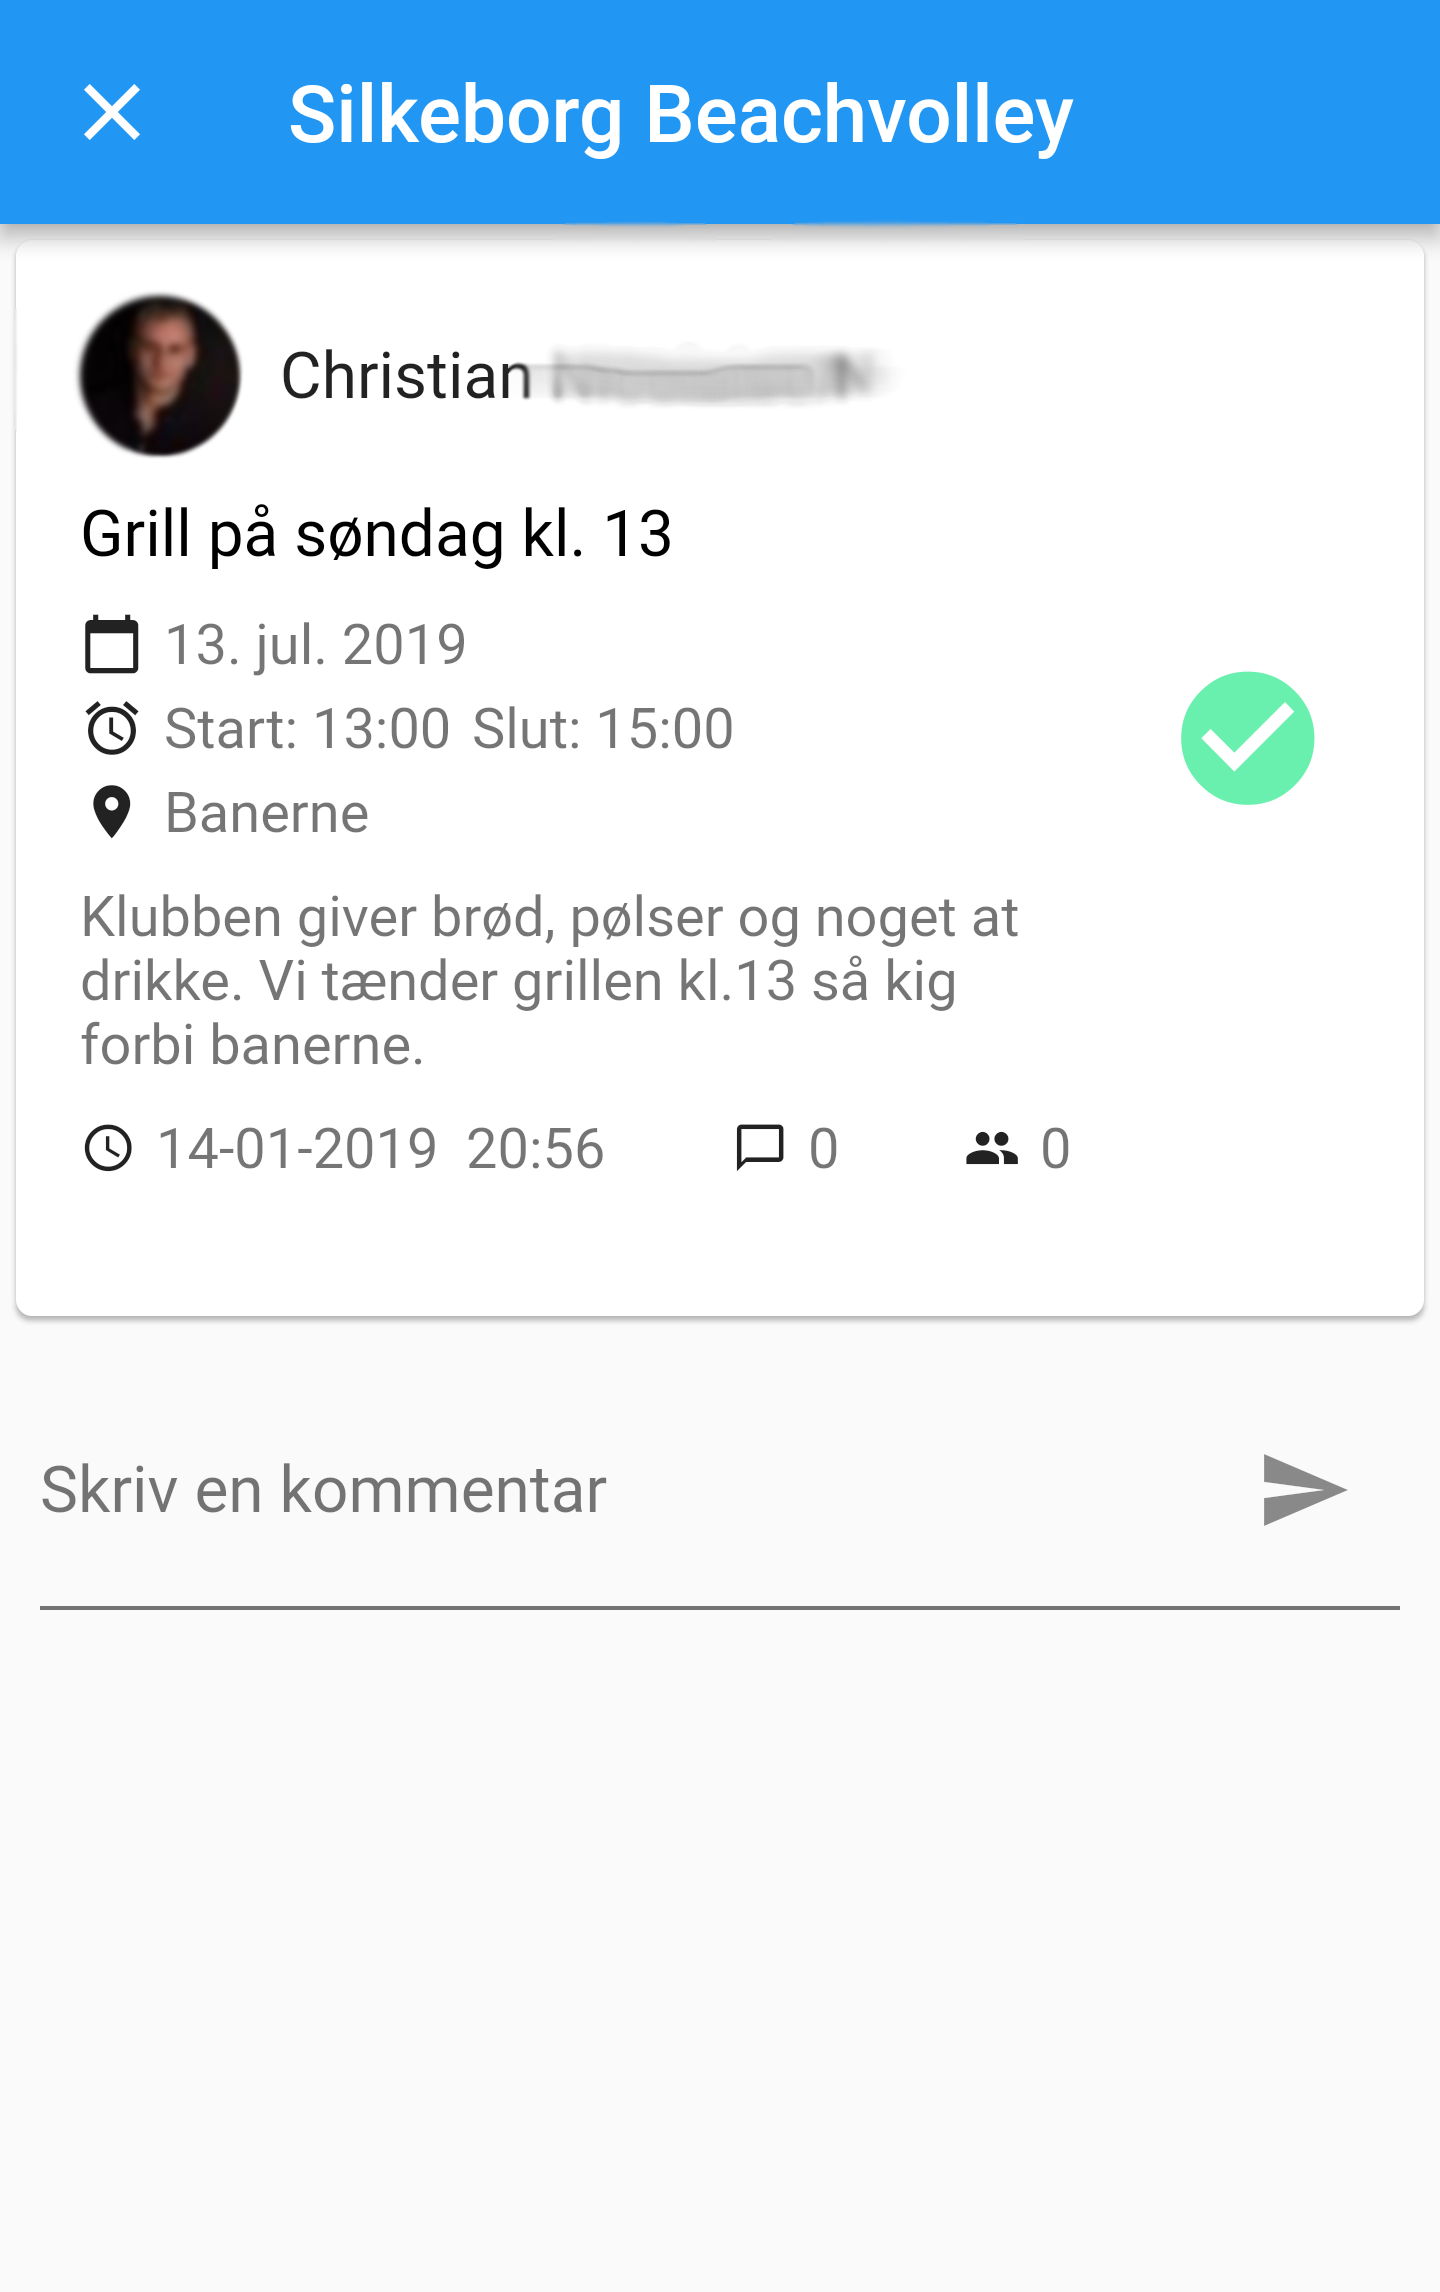 Silkeborg Beachvolley
Christian
Grill på søndag kl. 13
13. jul. 2019
Start: 13:00 Slut: 15:00
Banerne
Klubben giver brød, pølser og noget at
drikke. Vi tænder grillen kl.13 så kig
forbi banerne.
14-01-2019 20:56 0 0
Skriv en kommentar